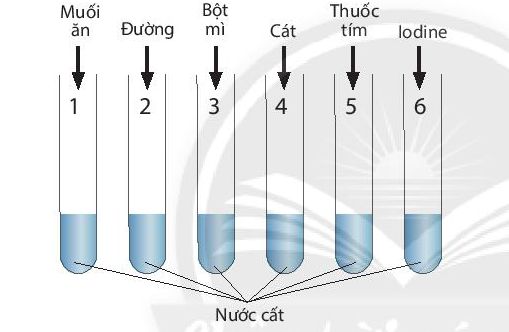 Muối
ăn
Đường
Bột
mì
Cát
Thuốc
tím
Iodine
1
2
3
4
5
6
Nước cất